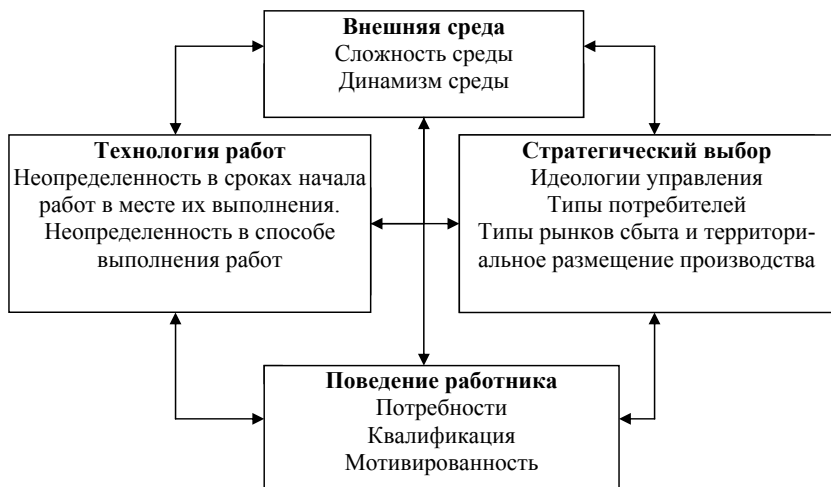 Внешняя среда
Сложность среды
Динамизм среды
Технология работ
Неопределенность в сроках начала
работ в месте их выполнения.
Неопределенность в способе
выполнения работ
Стратегический выбор
Идеологии управления
Типы потребителей
Типы рынков сбыта и территори-
альное размещение производства
Поведение работника
Потребности
Квалификация
Мотивированность